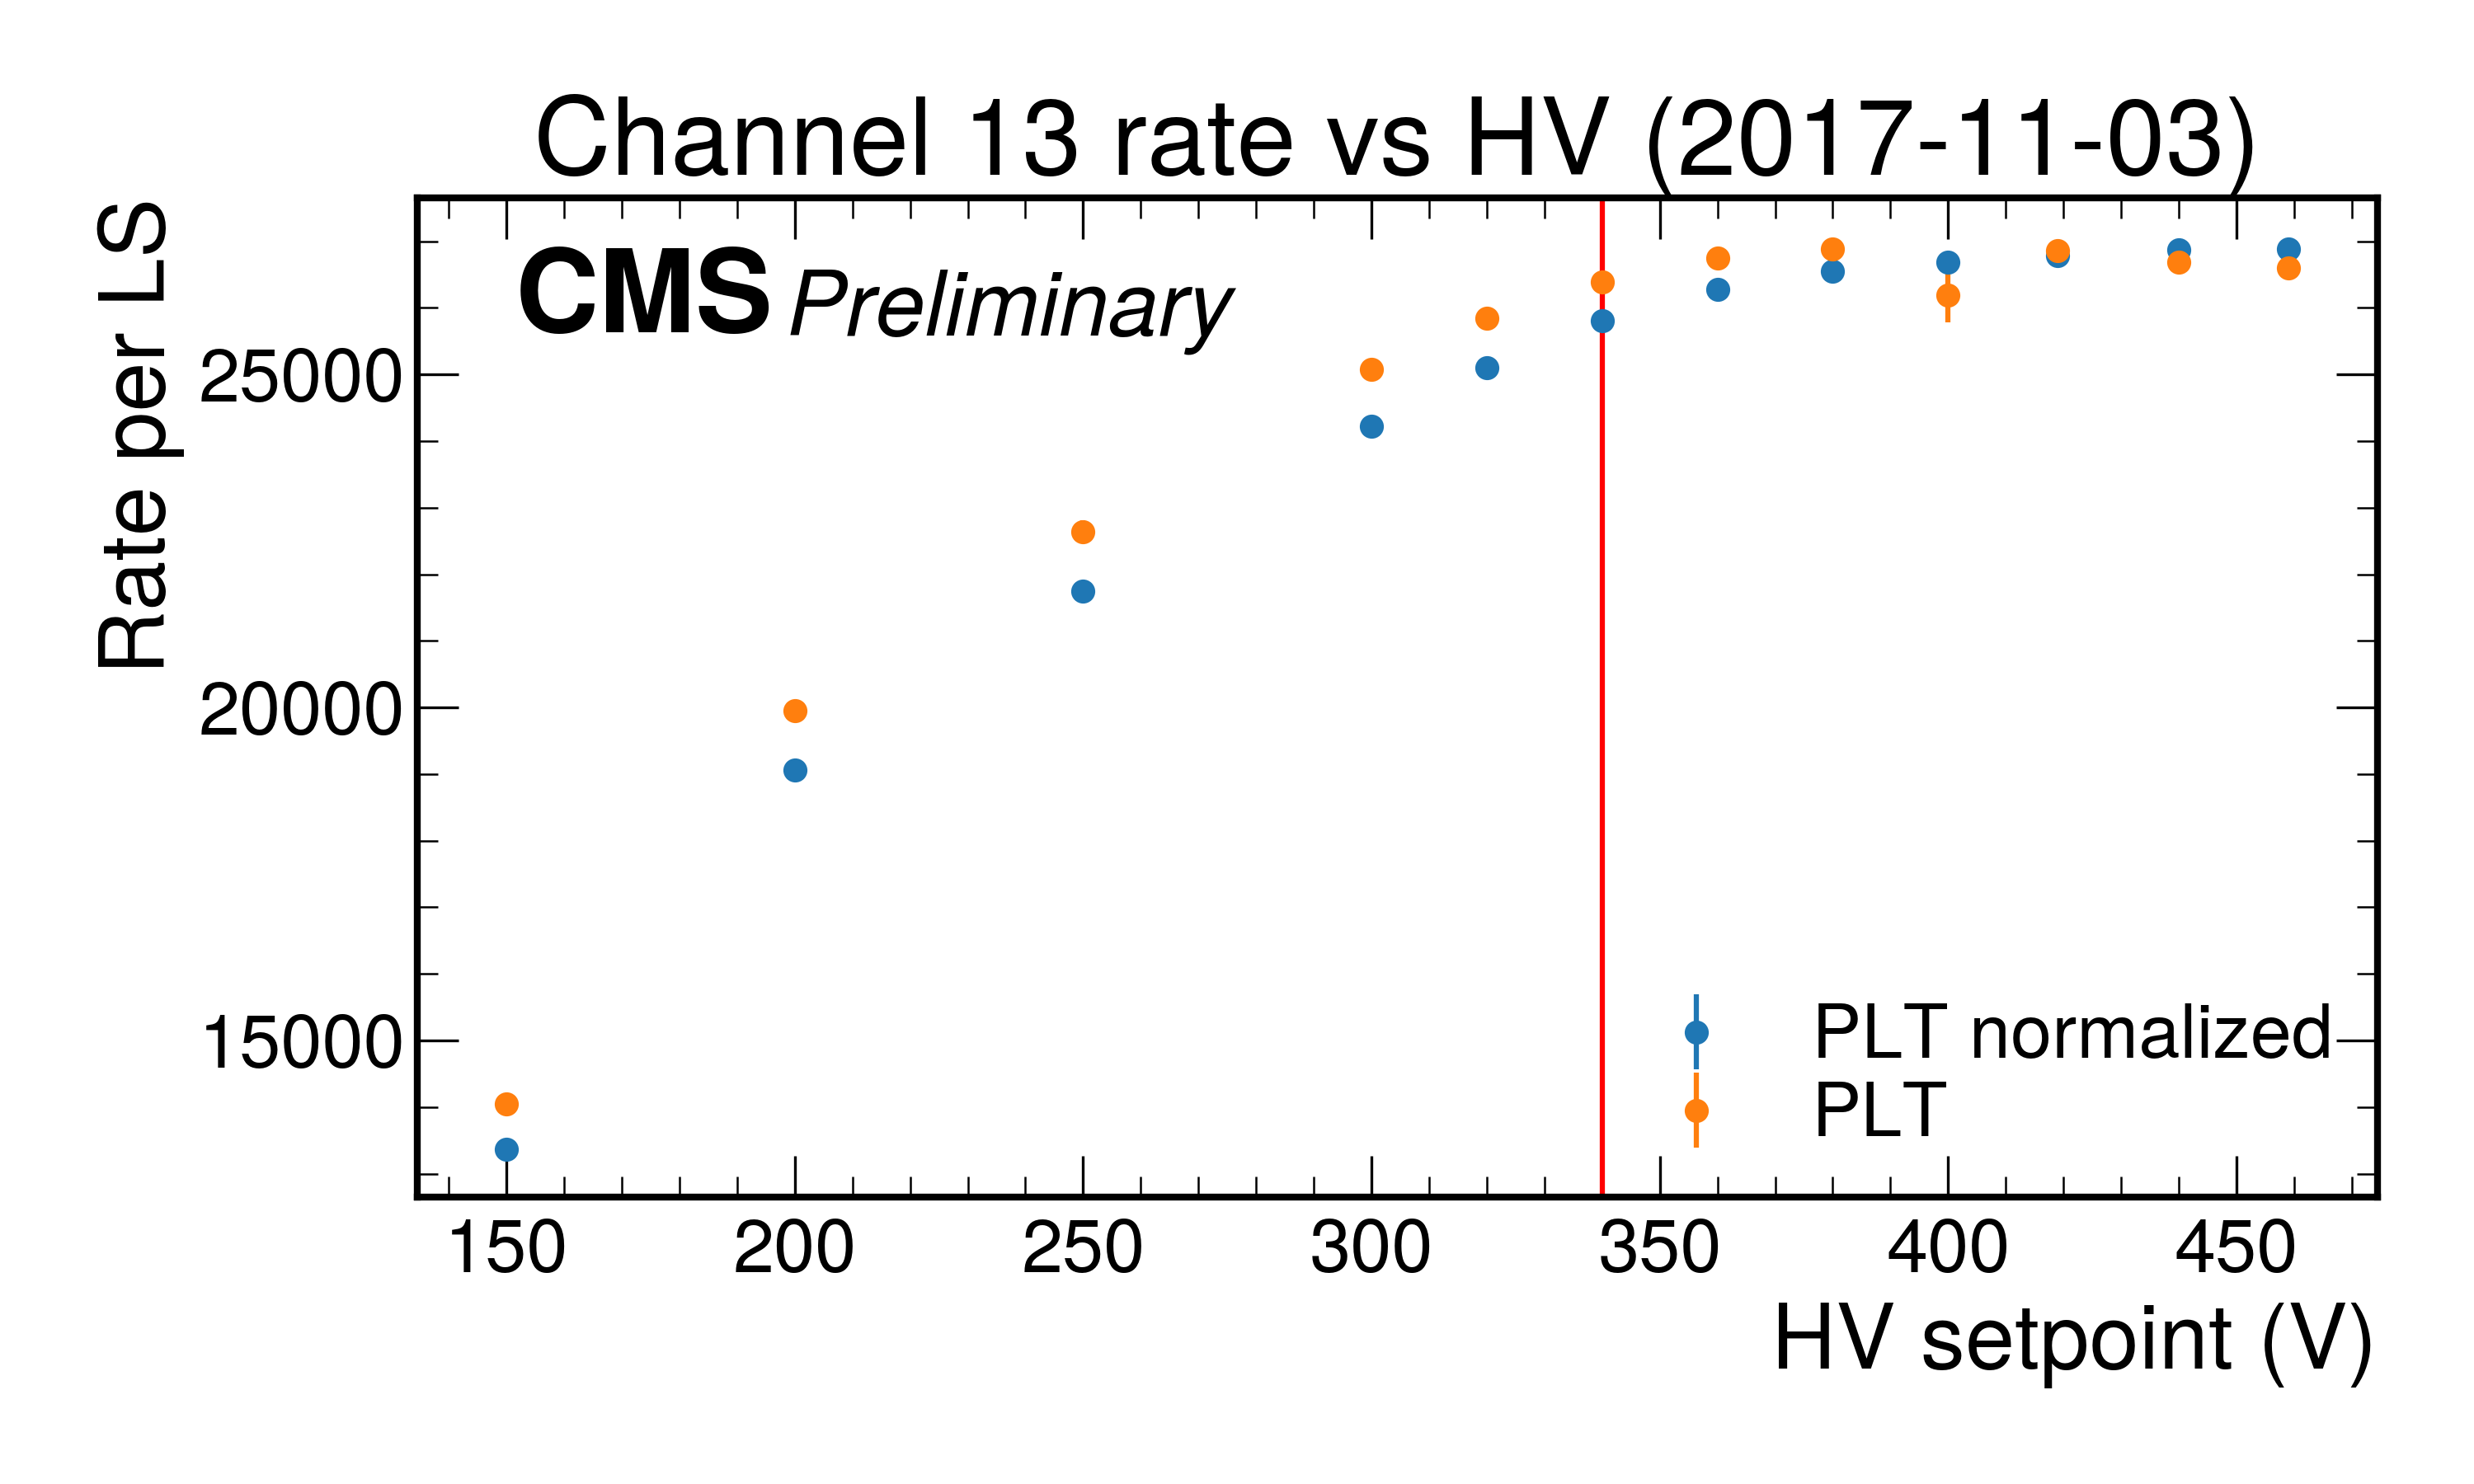 Channel 13 rate vs HV (2017-11-03)
CMS Preliminary
Rate per LS
25000
20000
15000
PLT normalized
PLT
150 200 250 300 350 400 450
HV setpoint (V)